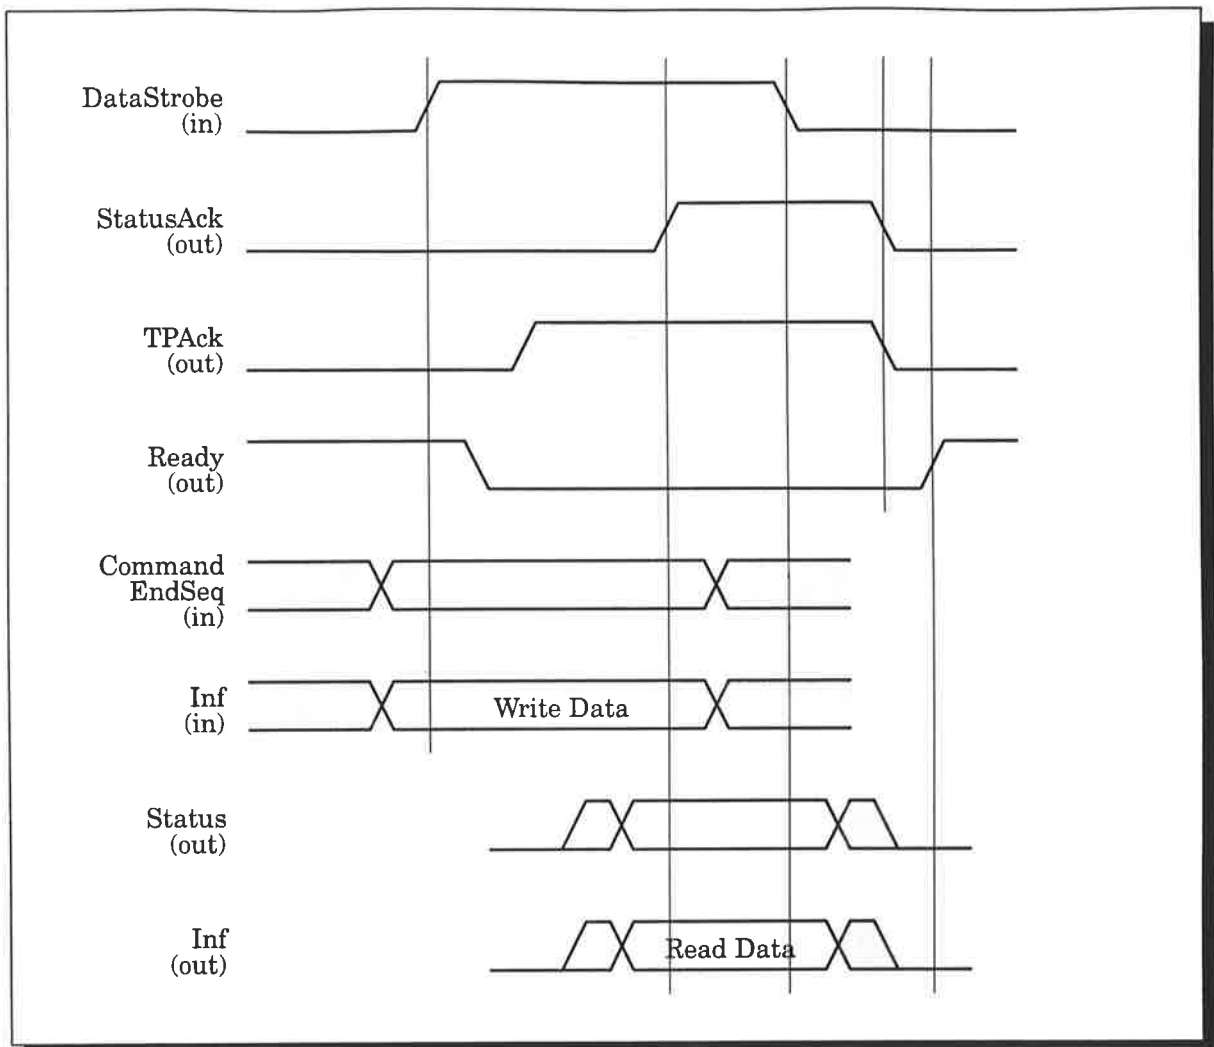 DataStrobe
(in)
StatusAck
(out)
TPAck
(out)
Ready
(out)
Command
EndSeq
(in)
Inf
(in)
Write Data
Status
(out)
Inf
(out)
Read Data